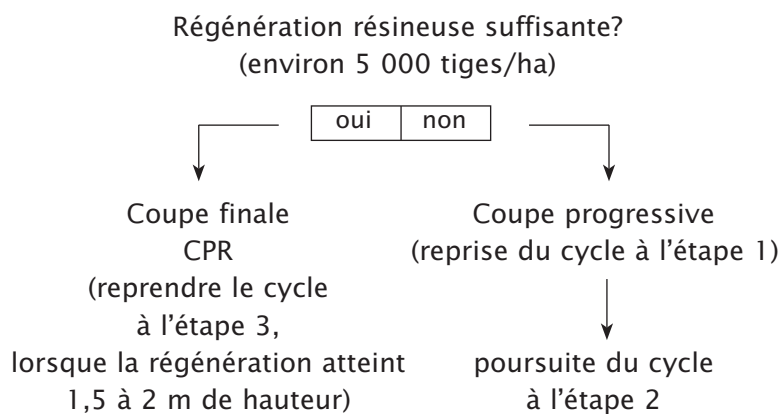 Régénération résineuse suffisante?
(environ 5 000 tiges/ha)
oui non
Coupe finale
CPR
(reprendre le cycle
à l’étape 3,
lorsque la régénération atteint
1,5 à 2 m de hauteur)
Coupe progressive
(reprise du cycle à l’étape 1)
poursuite du cycle
à l’étape 2